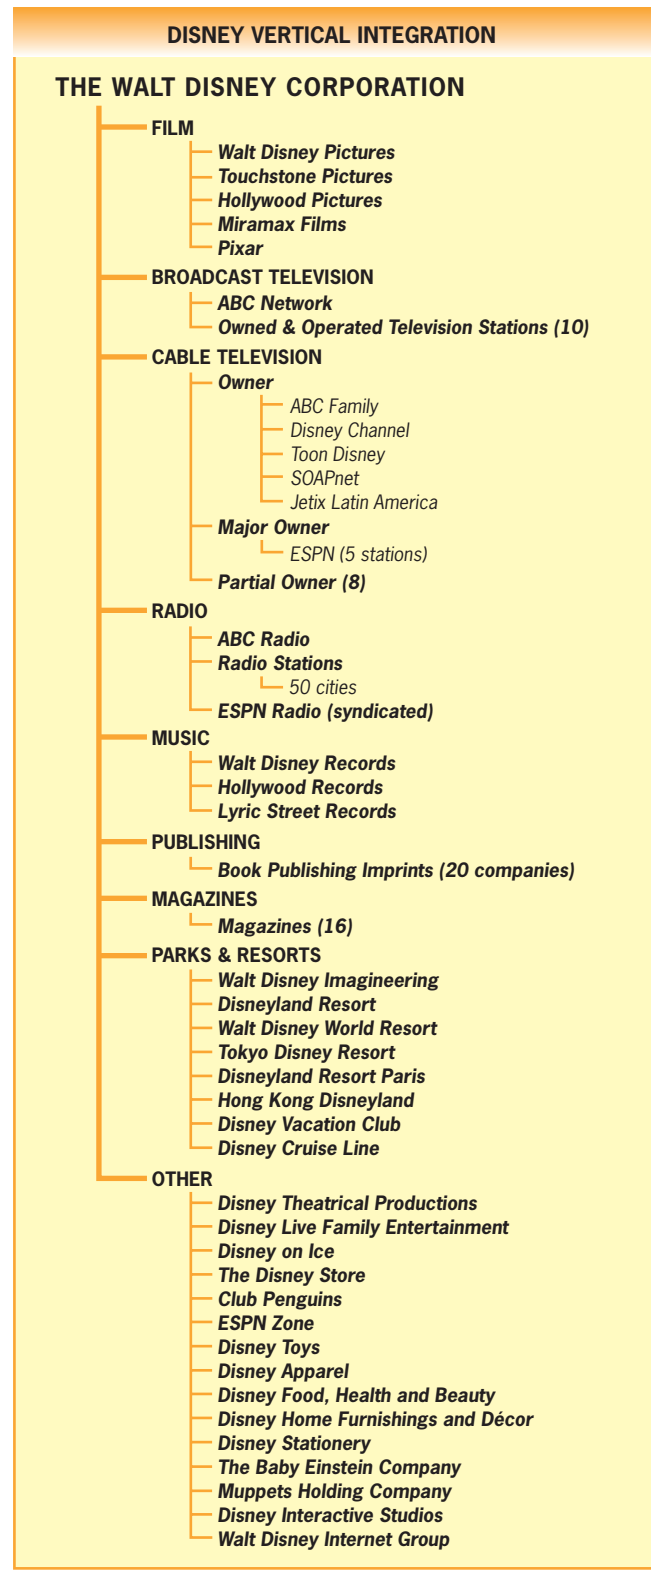 DISNEY VERTICAL INTEGRATION
THE WALT DISNEY CORPORATION
FILM
Walt Disney Pictures
Touchstone Pictures
Hollywood Pictures
Miramax Films
Pixar
BROADCAST TELEVISION
ABC Network
Owned & Operated Television Stations (10)
CABLE TELEVISION
Owner
ABC Family
Disney Channel
Toon Disney
SOAPnet
Jetix Latin America
Major Owner
ESPN (5 stations)
Partial Owner (8)
RADIO
ABC Radio
Radio Stations
50 cities
ESPN Radio (syndicated)
MUSIC
Walt Disney Records
Hollywood Records
Lyric Street Records
PUBLISHING
Book Publishing Imprints (20 companies)
MAGAZINES
Magazines (16)
PARKS & RESORTS
Walt Disney Imagineering
Disneyland Resort
Walt Disney World Resort
Tokyo Disney Resort
Disneyland Resort Paris
Hong Kong Disneyland
Disney Vacation Club
Disney Cruise Line
OTHER
Disney Theatrical Productions
Disney Live Family Entertainment
Disney on Ice
The Disney Store
Club Penguins
ESPN Zone
Disney Toys
Disney Apparel
Disney Food, Health and Beauty
Disney Home Furnishings and Décor
Disney Stationery
The Baby Einstein Company
Muppets Holding Company
Disney Interactive Studios
Walt Disney Internet Group